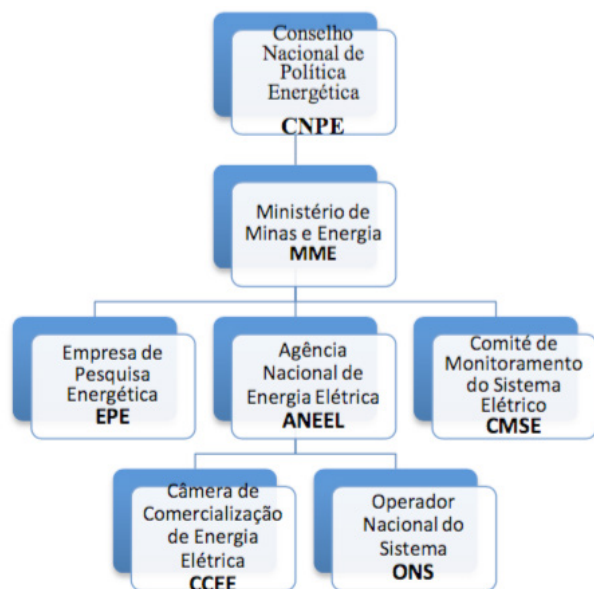 Conselho
Nacional de
Política
Energética
CNPE
Ministério de
Minas e Energia
MME
Empresa de
Pesquisa
Energética
EPE
Agência
Nacional de
Energia Elétrica
ANEEL
Comité de
Monitoramento
do Sistema
Elétrico
CMSE
Câmera de
Comercialização
de Energia
Elétrica
CCEE
Operador
Nacional do
Sistema
ONS